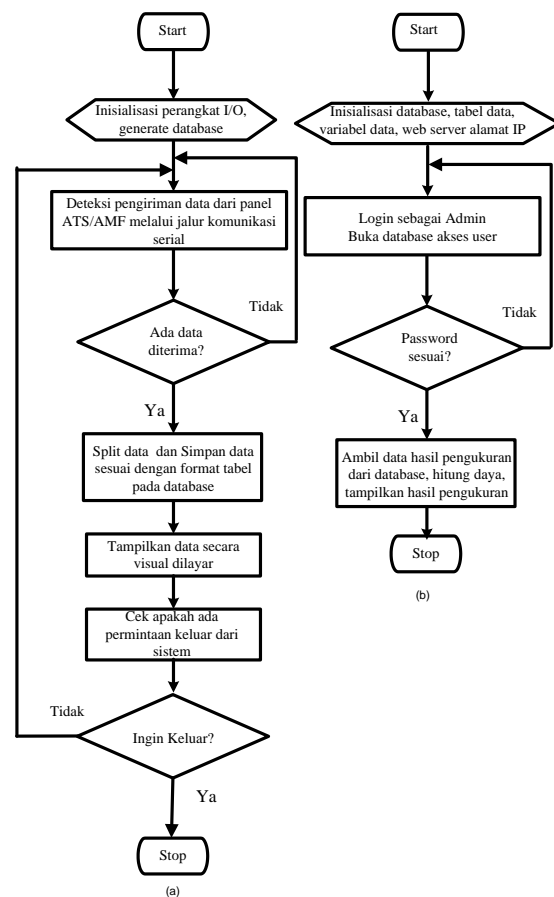 Start
Inisialisasi perangkat I/O,
generate database
Deteksi pengiriman data dari panel
ATS/AMF melalui jalur komunikasi
serial
Tidak
Ada data
diterima?
Ya
Split data dan Simpan data
sesuai dengan format tabel
pada database
Tampilkan data secara
visual dilayar
Cek apakah ada
permintaan keluar dari
sistem
Tidak
Ingin Keluar?
Ya
Stop
(a)
Start
Inisialisasi database, tabel data,
variabel data, web server alamat IP
Login sebagai Admin
Buka database akses user
Tidak
Password
sesuai?
Ya
Ambil data hasil pengukuran
dari database, hitung daya,
tampilkan hasil pengukuran
Stop
(b)